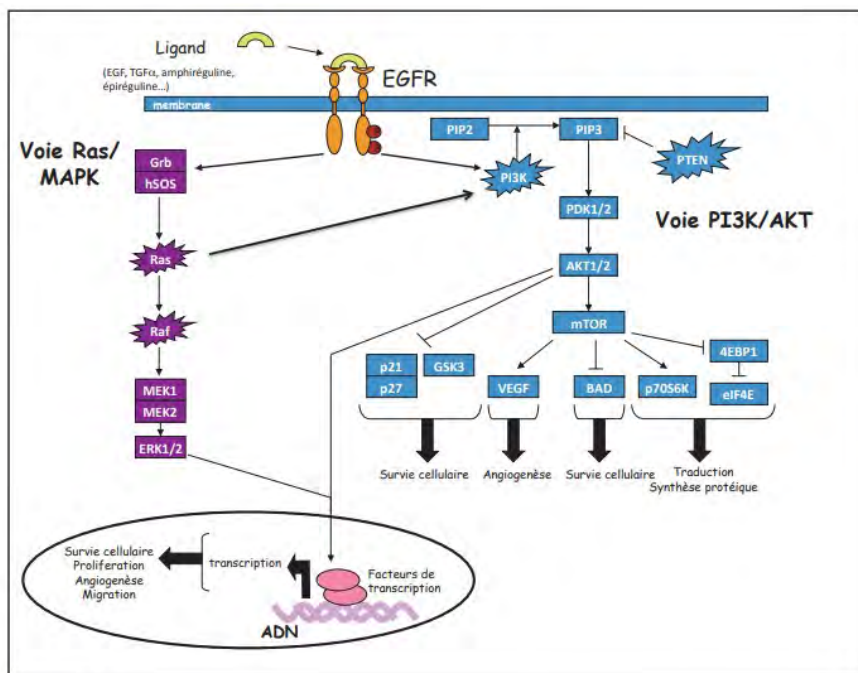 Ligand
(EGF, TGFα, amphiréguline,
épiréguline...)
EGFR
membrane
Voie Ras/
MAPK
Grb
hSOS
Ras
Raf
MEK1
MEK2
ERK1/2
PIP2
PIP3
PI3K
PTEN
PDK1/2
Voie PI3K/AKT
AKT1/2
mTOR
p21
p27
GSK3
VEGF
BAD
p70S6K
4EBP1
eIF4E
Survie cellulaire
Angiogenèse
Survie cellulaire
Traduction
Synthèse protéique
Survie cellulaire
Proliferation
Angiogenèse
Migration
transcription
Facteurs de
transcription
ADN